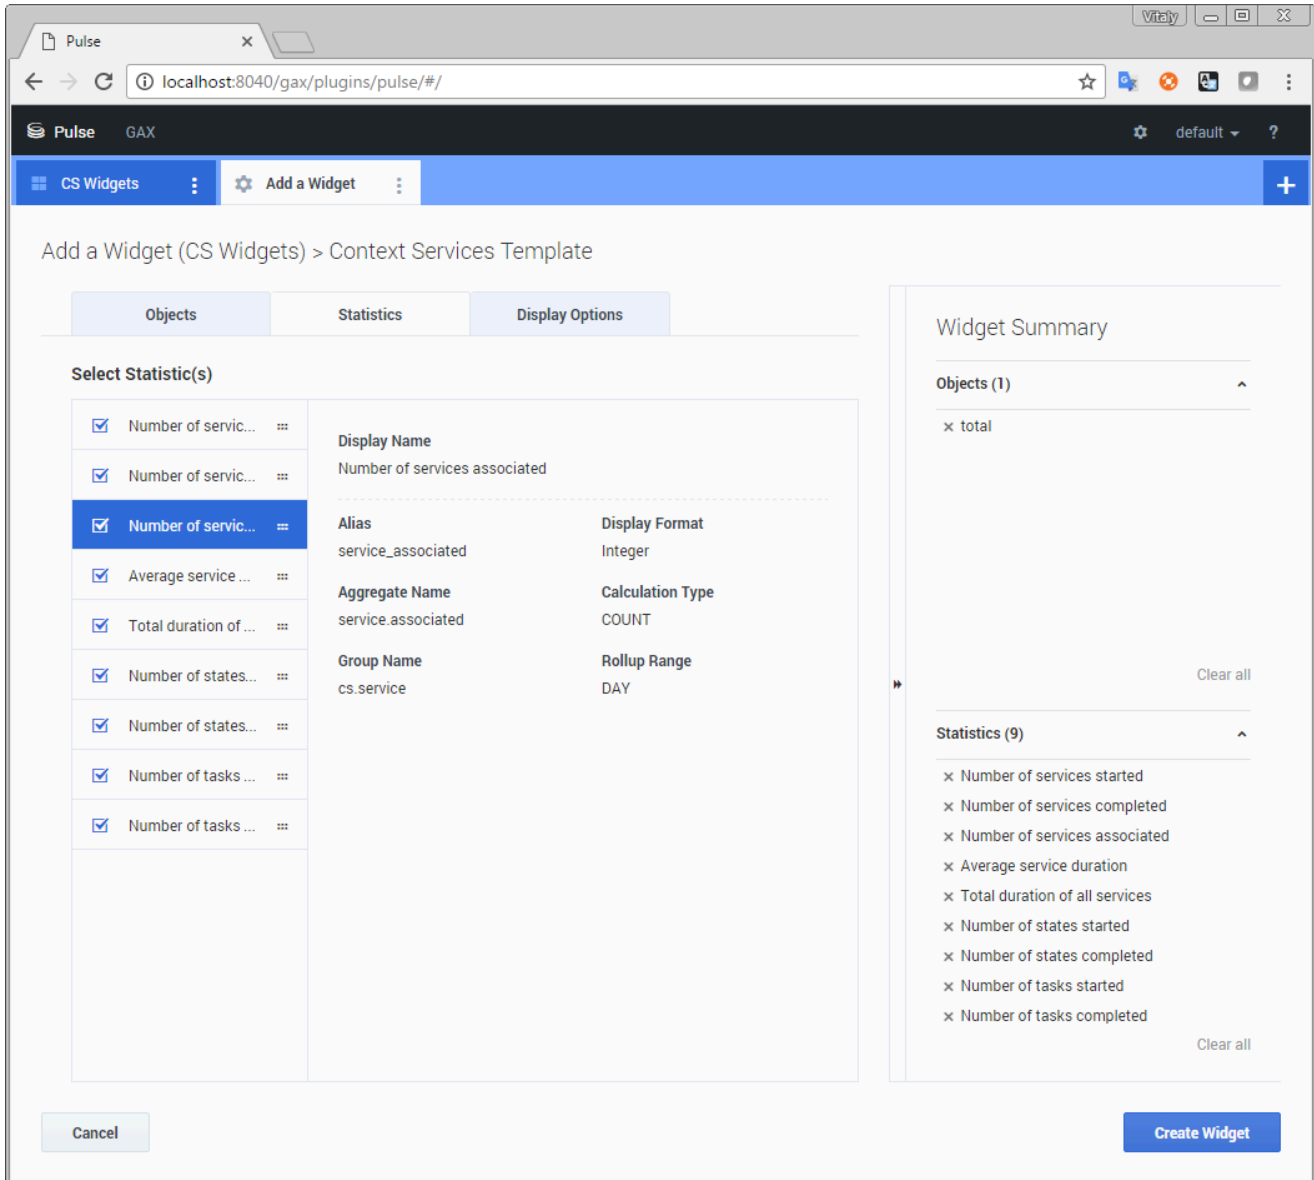 Vitaly
Pulse
localhost:8040/gax/plugins/pulse/#/
Pulse GAX default ?
CS Widgets Add a Widget +
Add a Widget (CS Widgets) > Context Services Template
Objects Statistics Display Options
Select Statistic(s)
Number of servic...
Number of servic...
Number of servic...
Average service ...
Total duration of ...
Number of states...
Number of states...
Number of tasks ...
Number of tasks ...
Display Name
Number of services associated
Alias Display Format
service_associated Integer
Aggregate Name Calculation Type
service.associated COUNT
Group Name Rollup Range
cs.service DAY
Widget Summary
Objects (1)
total
Clear all
Statistics (9)
Number of services started
Number of services completed
Number of services associated
Average service duration
Total duration of all services
Number of states started
Number of states completed
Number of tasks started
Number of tasks completed
Clear all
Cancel Create Widget